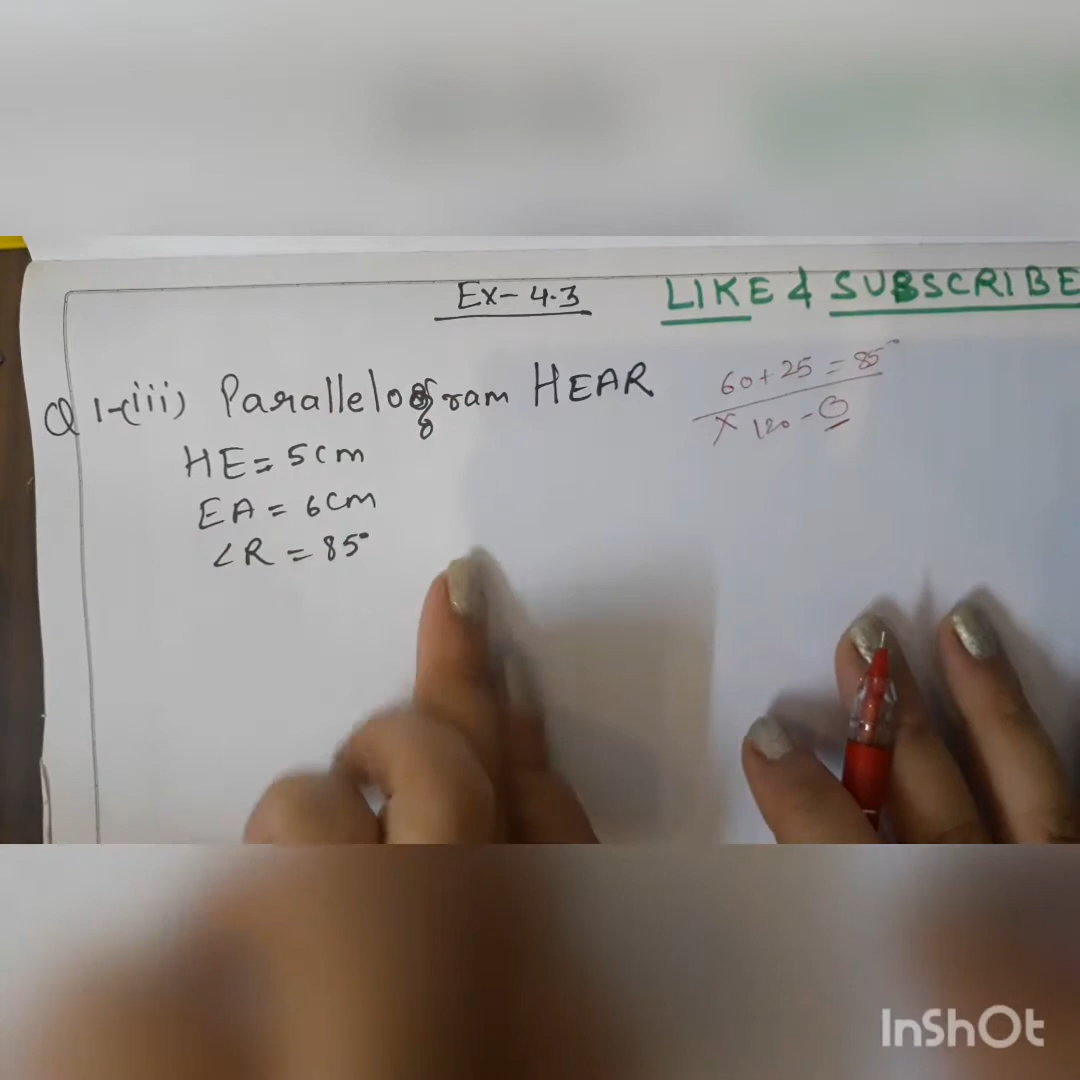 Ex- 4.3
LIKE & SUBSCRIBE
Q 1-(iii) Parallelogram HEAR
60+25 = 85°
X 120 -
HE = 5cm
EA = 6cm
∠R = 85°
InShOt